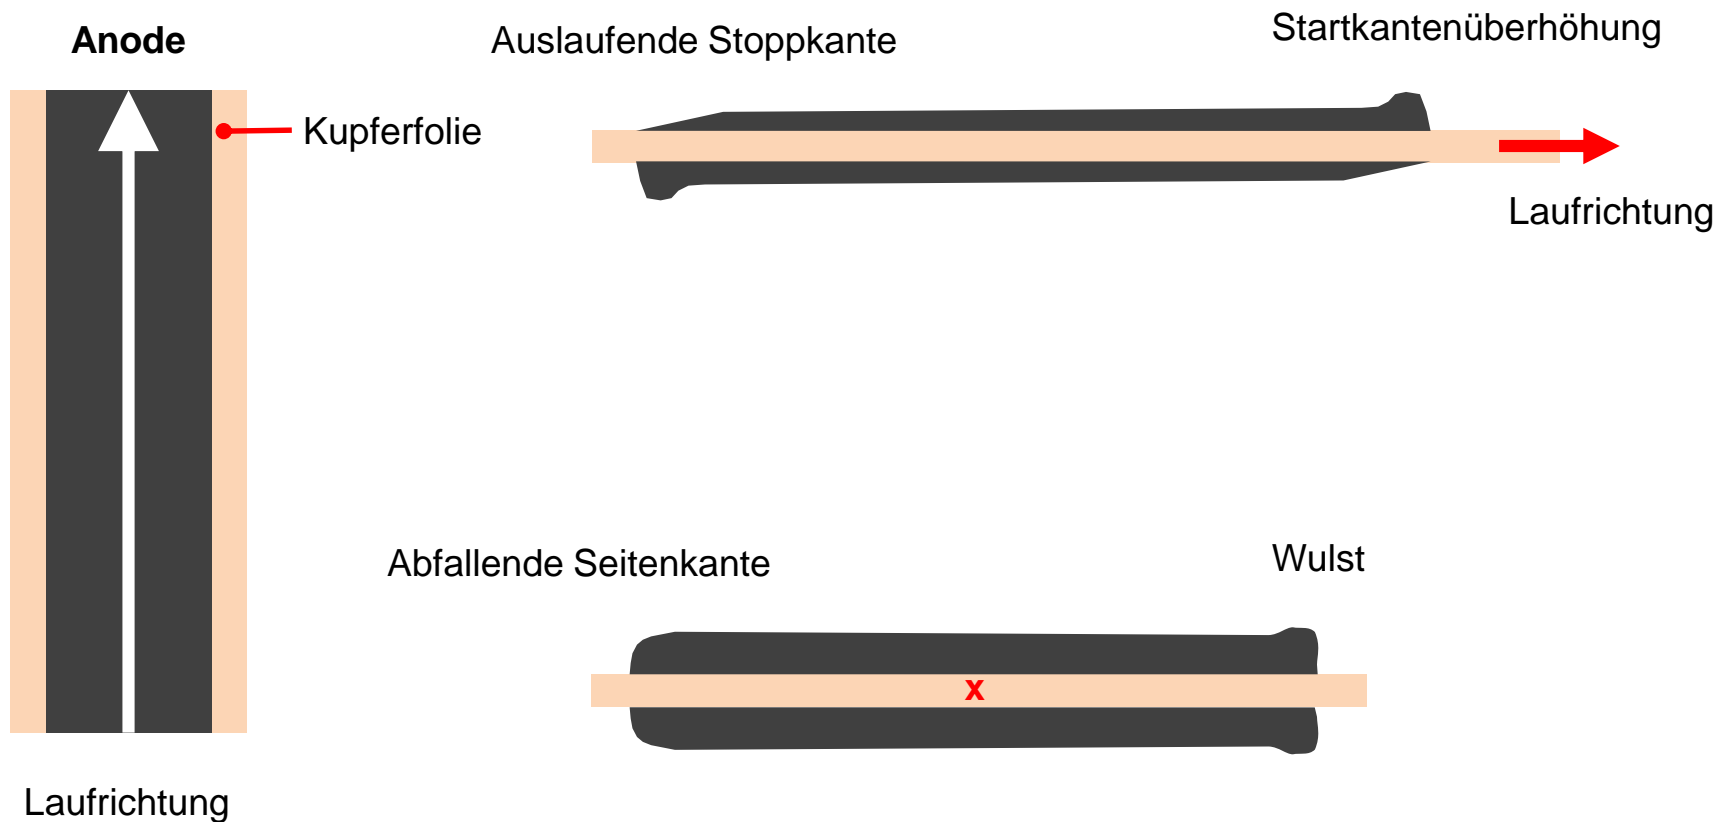 Anode
Auslaufende Stoppkante
Startkantenüberhöhung
Kupferfolie
Laufrichtung
Abfallende Seitenkante
Wulst
x
Laufrichtung